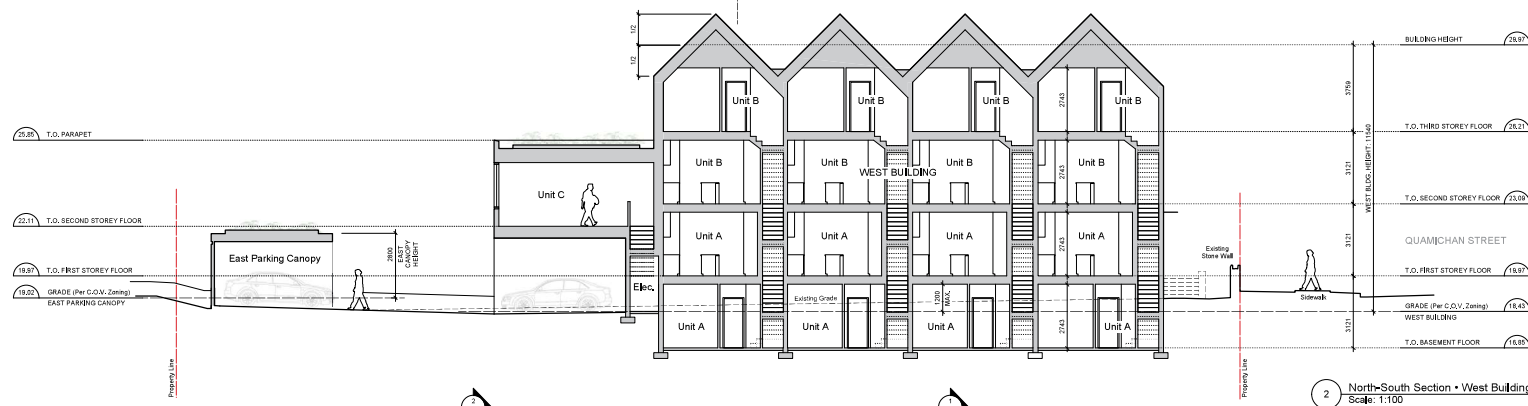 1/2
1/2
BUILDING HEIGHT 29.97
Unit B Unit B Unit B Unit B
2743
3759
25.85 T.O. PARAPET
T.O. THIRD STOREY FLOOR 26.21
Unit B Unit B Unit B Unit B
WEST BUILDING
2743
3121
WEST BLDG. HEIGHT: 11540
Unit C
22.11 T.O. SECOND STOREY FLOOR
T.O. SECOND STOREY FLOOR 23.09
Unit A Unit A Unit A Unit A
2743
3121
QUAMICHAN STREET
East Parking Canopy
2800
EAST
CANOPY
HEIGHT
Existing
Stone Wall
19.97 T.O. FIRST STOREY FLOOR
T.O. FIRST STOREY FLOOR 19.97
Elec.
19.02 GRADE (Per C.O.V. Zoning)
EAST PARKING CANOPY
Existing Grade
1200
MAX.
Sidewalk
GRADE (Per C.O.V. Zoning) 18.43
WEST BUILDING
Unit A Unit A Unit A Unit A
2743
3121
T.O. BASEMENT FLOOR 16.85
Property Line
Property Line
2
1
2 North-South Section • West Building
Scale: 1:100